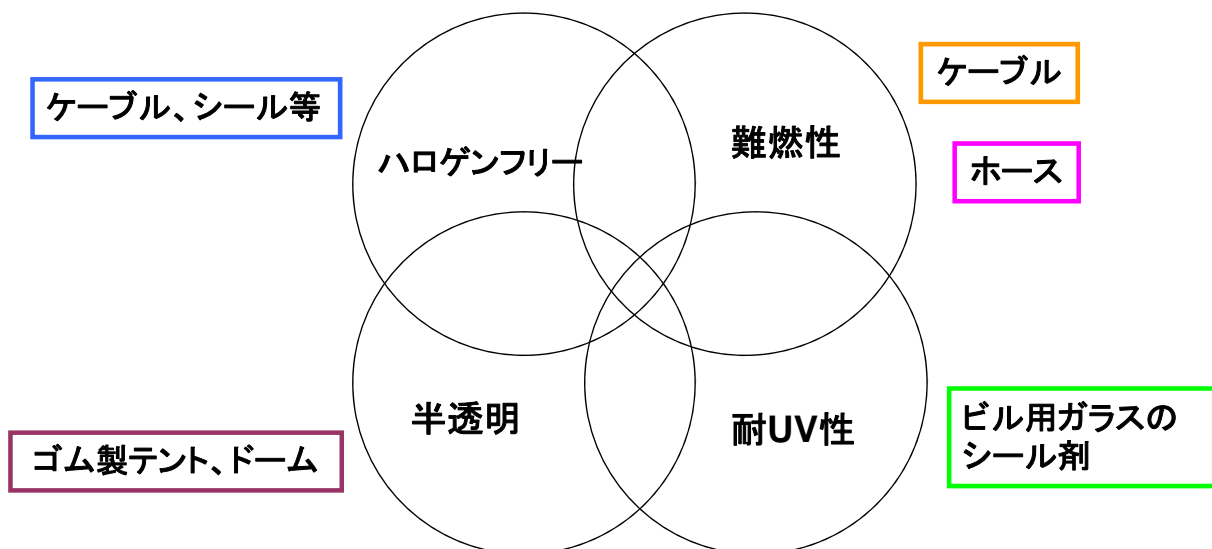 ケーブル
ケーブル、シール等
難燃性
ハロゲンフリー
ホース
半透明
耐UV性
ビル用ガラスの
シール剤
ゴム製テント、ドーム